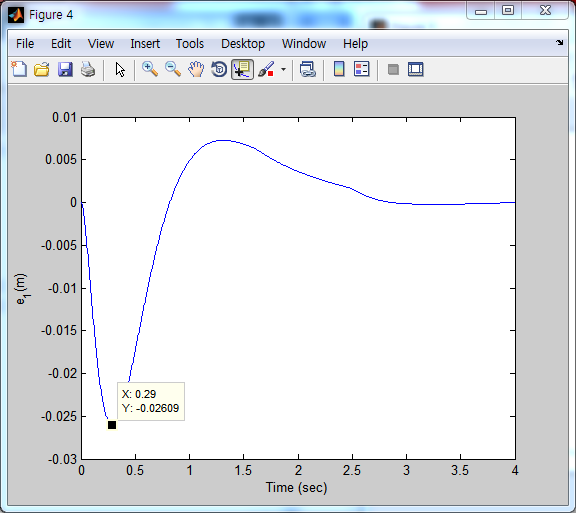 Figure 4
File Edit View Insert Tools Desktop Window Help
0.01
0.005
0
-0.005
-0.01
-0.015
-0.02
-0.025
-0.03
e1 (m)
X: 0.29
Y: -0.02609
0 0.5 1 1.5 2 2.5 3 3.5 4
Time (sec)